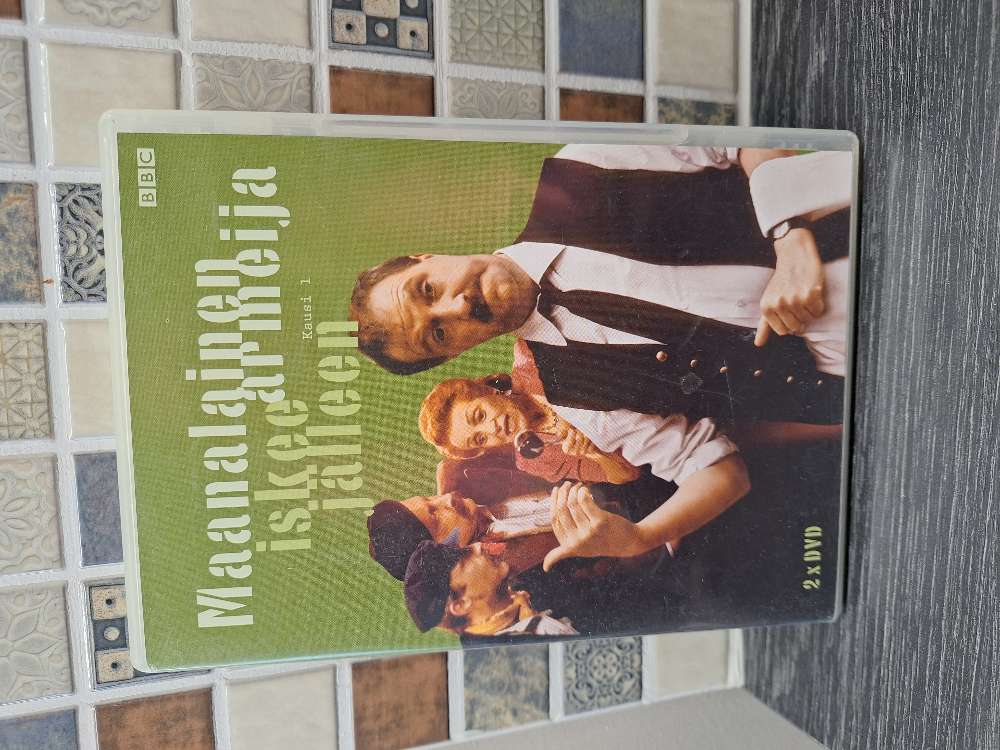 BBC
Maanalainen
armeija
iskee
jälleen
Kausi 1
2 x DVD